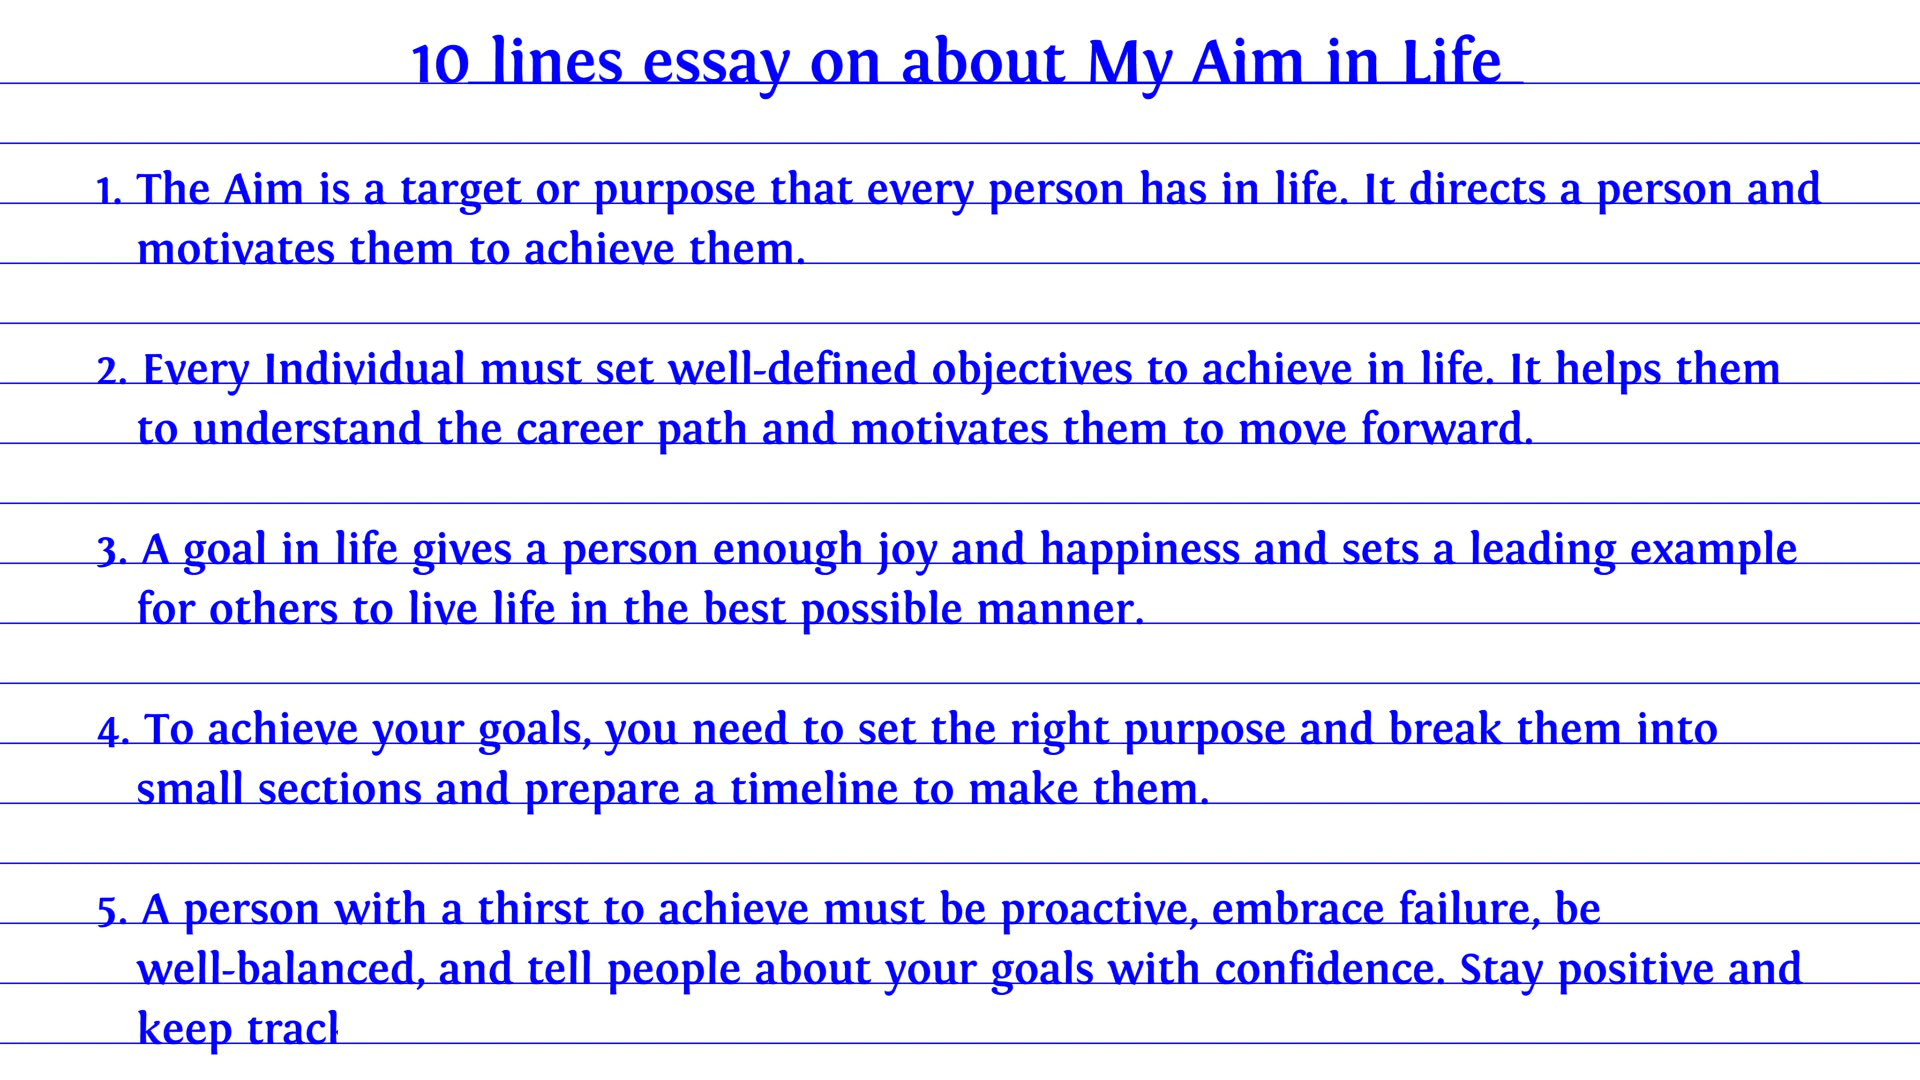 10 lines essay on about My Aim in Life
1. The Aim is a target or purpose that every person has in life. It directs a person and
motivates them to achieve them.
2. Every Individual must set well-defined objectives to achieve in life. It helps them
to understand the career path and motivates them to move forward.
3. A goal in life gives a person enough joy and happiness and sets a leading example
for others to live life in the best possible manner.
4. To achieve your goals, you need to set the right purpose and break them into
small sections and prepare a timeline to make them.
5. A person with a thirst to achieve must be proactive, embrace failure, be
well-balanced, and tell people about your goals with confidence. Stay positive and
keep track